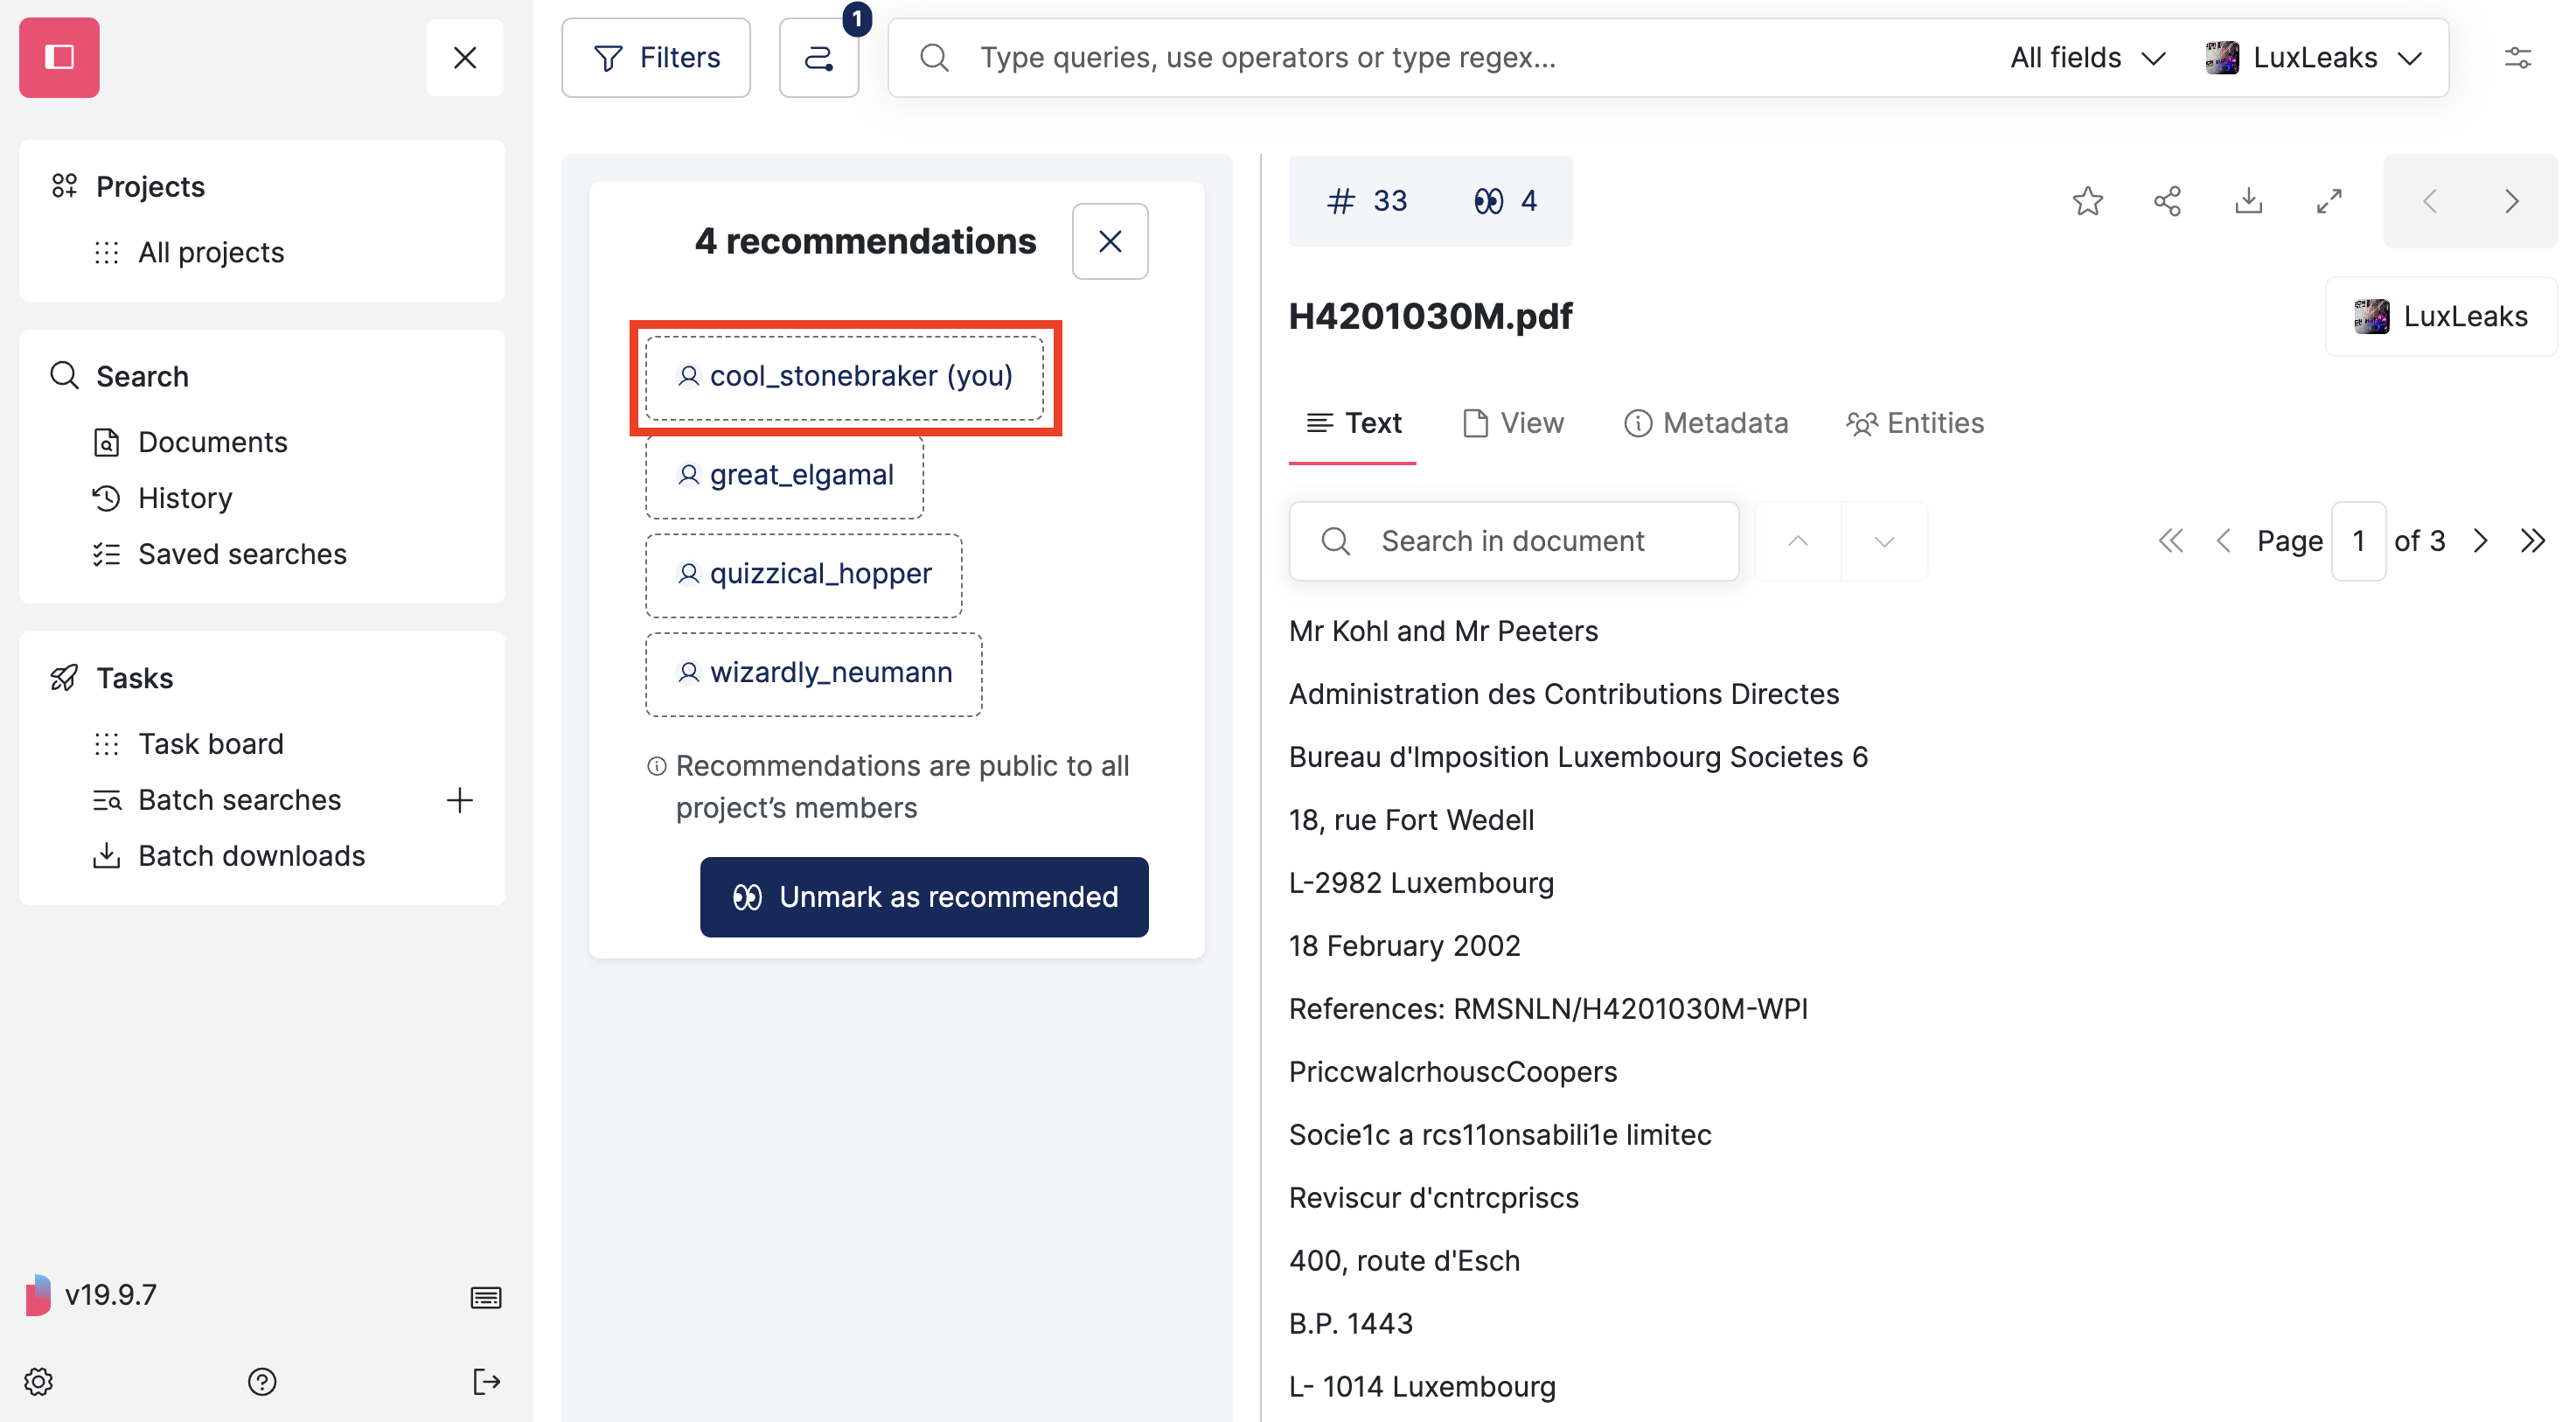 Projects
All projects
Search
Documents
History
Saved searches
Tasks
Task board
Batch searches
Batch downloads
v19.9.7
Filters
1
Type queries, use operators or type regex...
All fields
LuxLeaks
4 recommendations
cool_stonebraker (you)
great_elgamal
quizzical_hopper
wizardly_neumann
Recommendations are public to all
project’s members
Unmark as recommended
33
4
H4201030M.pdf
LuxLeaks
Text
View
Metadata
Entities
Search in document
Page 1 of 3
Mr Kohl and Mr Peeters
Administration des Contributions Directes
Bureau d'Imposition Luxembourg Societes 6
18, rue Fort Wedell
L-2982 Luxembourg
18 February 2002
References: RMSNLN/H4201030M-WPI
PriccwalcrhouscCoopers
Socie1c a rcs11onsabili1e limitec
Reviscur d'cntrcpriscs
400, route d'Esch
B.P. 1443
L- 1014 Luxembourg